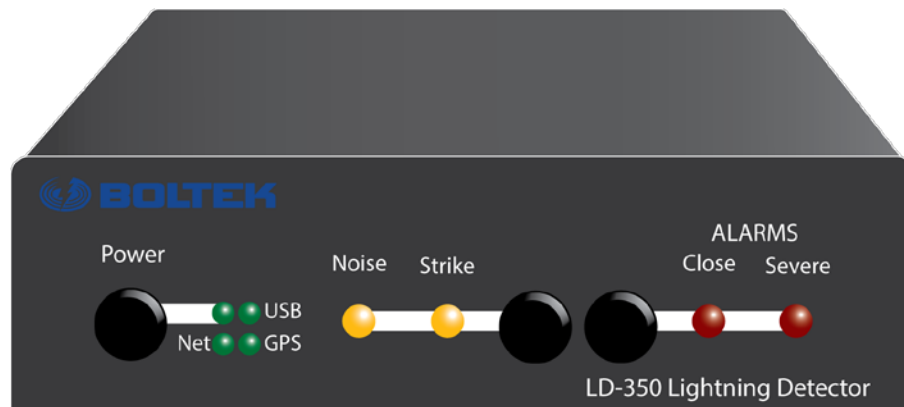 BOLTEK
ALARMS
Power
Noise Strike
Close Severe
USB
Net GPS
LD-350 Lightning Detector